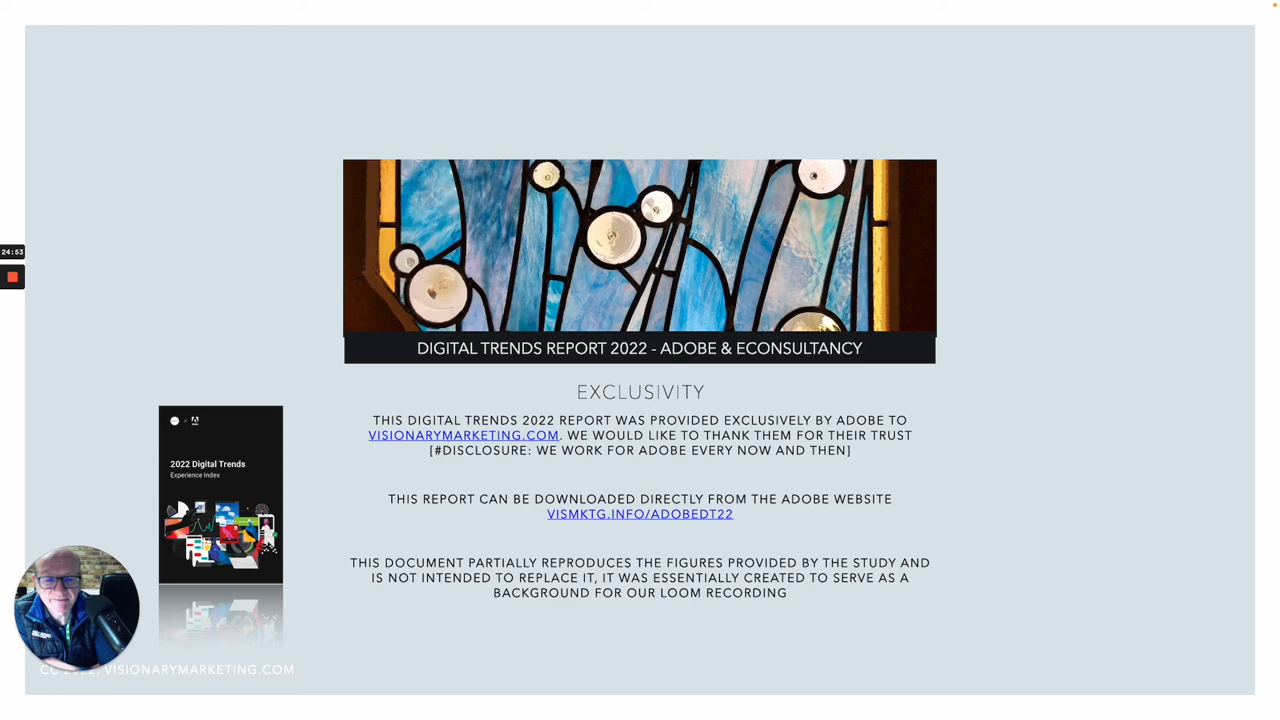 24:53
DIGITAL TRENDS REPORT 2022 - ADOBE & ECONSULTANCY
EXCLUSIVITY
THIS DIGITAL TRENDS 2022 REPORT WAS PROVIDED EXCLUSIVELY BY ADOBE TO
VISIONARYMARKETING.COM. WE WOULD LIKE TO THANK THEM FOR THEIR TRUST
[#DISCLOSURE: WE WORK FOR ADOBE EVERY NOW AND THEN]
THIS REPORT CAN BE DOWNLOADED DIRECTLY FROM THE ADOBE WEBSITE
VISMKTG.INFO/ADOBEDT22
THIS DOCUMENT PARTIALLY REPRODUCES THE FIGURES PROVIDED BY THE STUDY AND
IS NOT INTENDED TO REPLACE IT, IT WAS ESSENTIALLY CREATED TO SERVE AS A
BACKGROUND FOR OUR LOOM RECORDING
2022 Digital Trends
Experience Index
CC 2022, VISIONARYMARKETING.COM